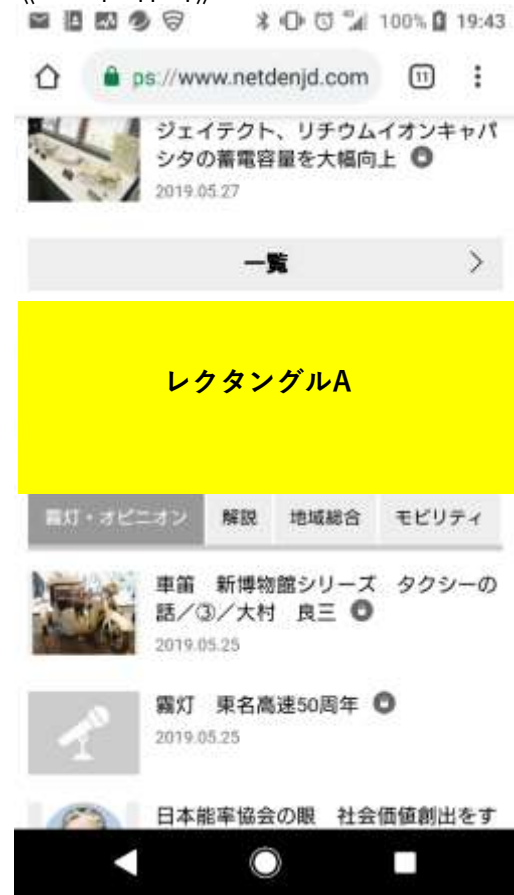 100% 19:43
ps://www.netdenjd.com 11
ジェイテクト、リチウムイオンキャパ
シタの蓄電容量を大幅向上
2019.05.27
一覧
レクタングルA
霧灯・オピニオン 解説 地域総合 モビリティ
車笛 新博物館シリーズ タクシーの
話/③/大村 良三
2019.05.25
霧灯 東名高速50周年
2019.05.25
日本能率協会の眼 社会価値創出をす